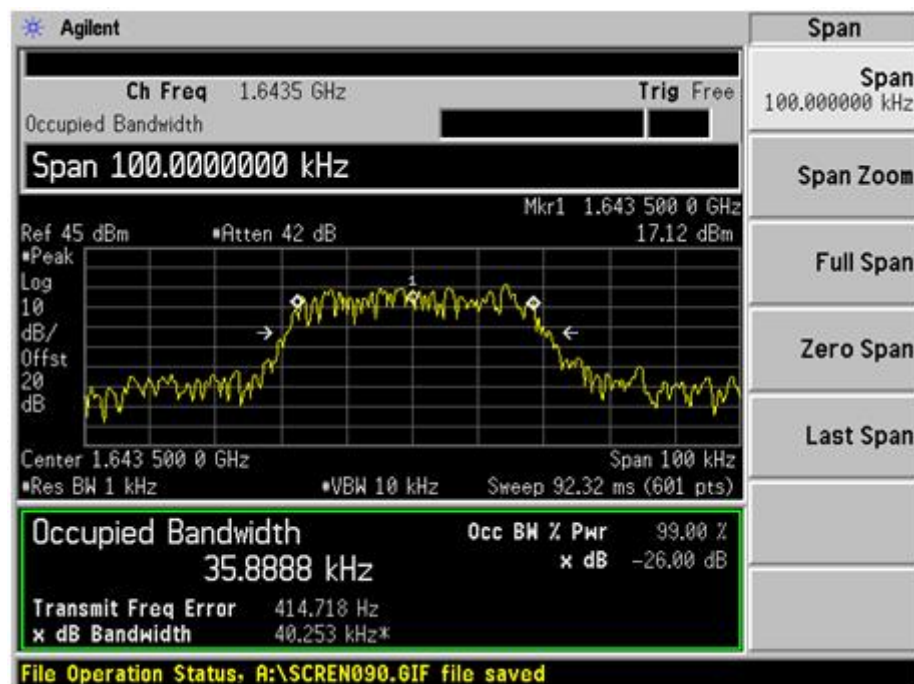 Agilent
Span
Ch Freq 1.6435 GHz
Trig Free
Occupied Bandwidth
Span 100.0000000 kHz
Mkr1 1.643 500 0 GHz
Ref 45 dBm
*Atten 42 dB
17.12 dBm
*Peak
Log
10
dB/
Offst
20
dB
1
Center 1.643 500 0 GHz
Span 100 kHz
*Res BW 1 kHz
*VBW 10 kHz
Sweep 92.32 ms (601 pts)
Occupied Bandwidth
35.8888 kHz
Occ BW % Pwr 99.00 %
x dB -26.00 dB
Transmit Freq Error 414.718 Hz
x dB Bandwidth 40.253 kHz*
File Operation Status, A:\SCREN090.GIF file saved
Span
100.000000 kHz
Span Zoom
Full Span
Zero Span
Last Span